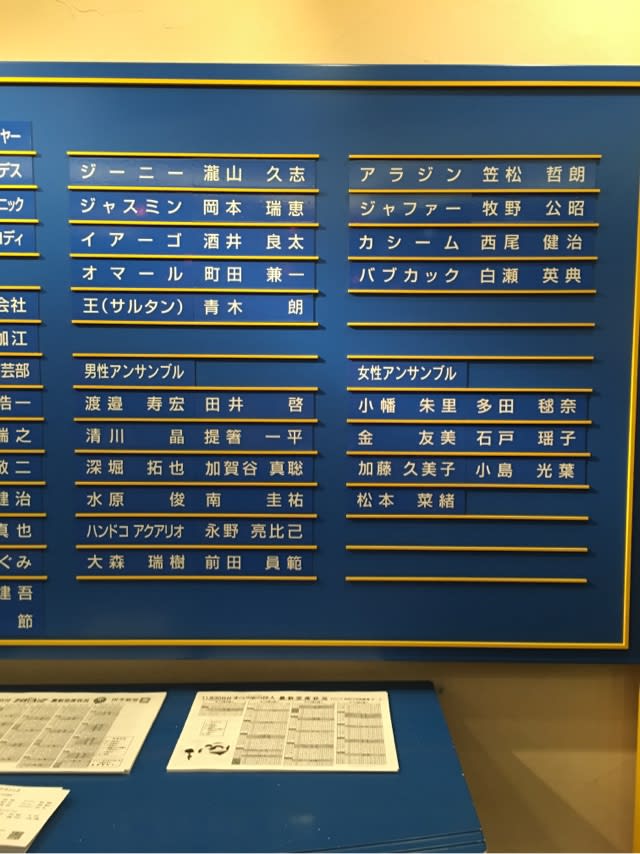 ヤー
デス
ニック
ロディ
会社
加江
芸部
浩一
瑞之
敬二
健治
真也
ぐみ
建吾
節
ジーニー 瀧山 久志
ジャスミン 岡本 瑞恵
イアーゴ 酒井 良太
オマール 町田 兼一
王(サルタン) 青木 朗
男性アンサンブル
渡邉 寿宏 田井 啓
清川 晶 提箸 一平
深堀 拓也 加賀谷 真聡
水原 俊 南 圭祐
ハンドコ アクアリオ 永野 亮比己
大森 瑞樹 前田 員範
アラジン 笠松 哲朗
ジャファー 牧野 公昭
カシーム 西尾 健治
バブカック 白瀬 英典
女性アンサンブル
小幡 朱里 多田 毬奈
金 友美 石戸 瑶子
加藤 久美子 小島 光葉
松本 菜緒